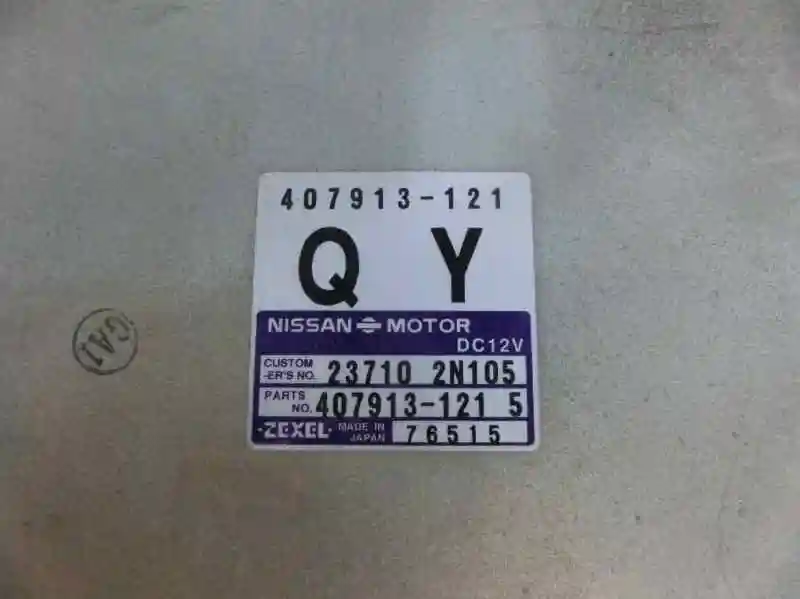 407913-121
Q Y
NISSAN MOTOR
DC12V
CUSTOM
-ER'S NO. 23710 2N105
PARTS
NO. 407913-121 5
·ZEXEL· MADE IN
JAPAN 76515
GA1